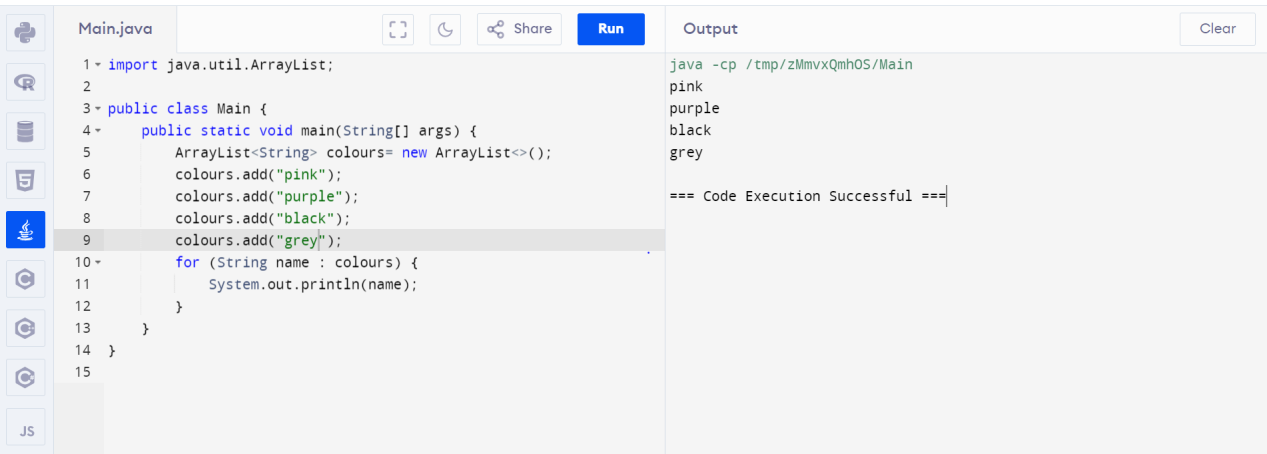 Main.java
Share
Run
Output
Clear
1 import java.util.ArrayList;
2
3 public class Main {
4     public static void main(String[] args) {
5         ArrayList<String> colours= new ArrayList<>();
6         colours.add("pink");
7         colours.add("purple");
8         colours.add("black");
9         colours.add("grey");
10         for (String name : colours) {
11             System.out.println(name);
12         }
13     }
14 }
15
java -cp /tmp/zMmvxQmhOS/Main
pink
purple
black
grey
=== Code Execution Successful ===
R
5
C
C
C
JS